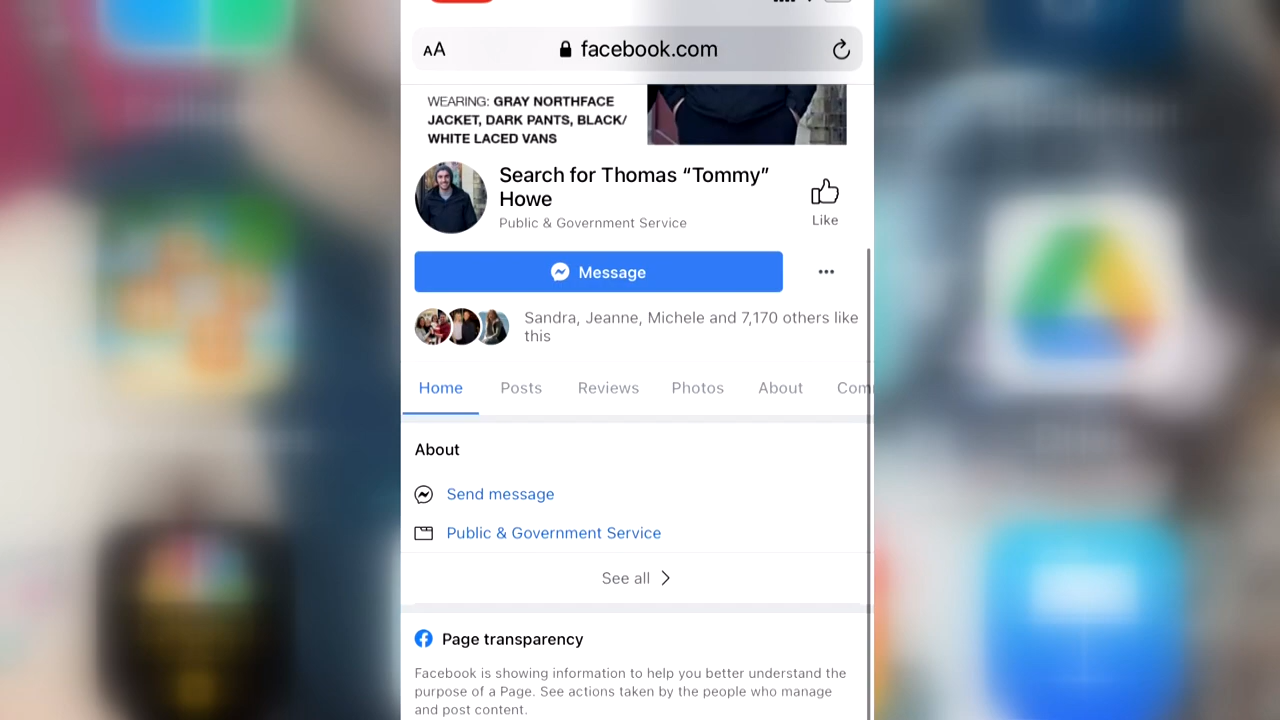 AA facebook.com
WEARING: GRAY NORTHFACE
JACKET, DARK PANTS, BLACK/
WHITE LACED VANS
Search for Thomas “Tommy”
Howe
Public & Government Service
Like
Message
Sandra, Jeanne, Michele and 7,170 others like
this
Home Posts Reviews Photos About Com
About
Send message
Public & Government Service
See all
Page transparency
Facebook is showing information to help you better understand the
purpose of a Page. See actions taken by the people who manage
and post content.